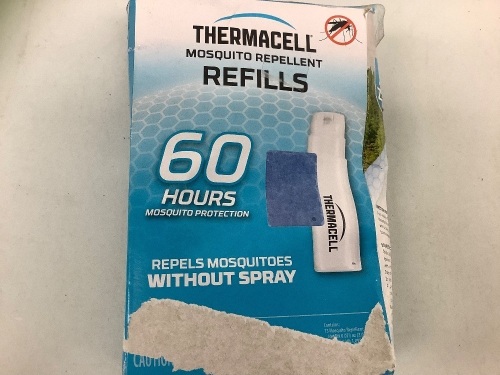 THERMACELL
MOSQUITO REPELLENT
REFILLS
60
HOURS
MOSQUITO PROTECTION
THERMACELL
REPELS MOSQUITOES
WITHOUT SPRAY